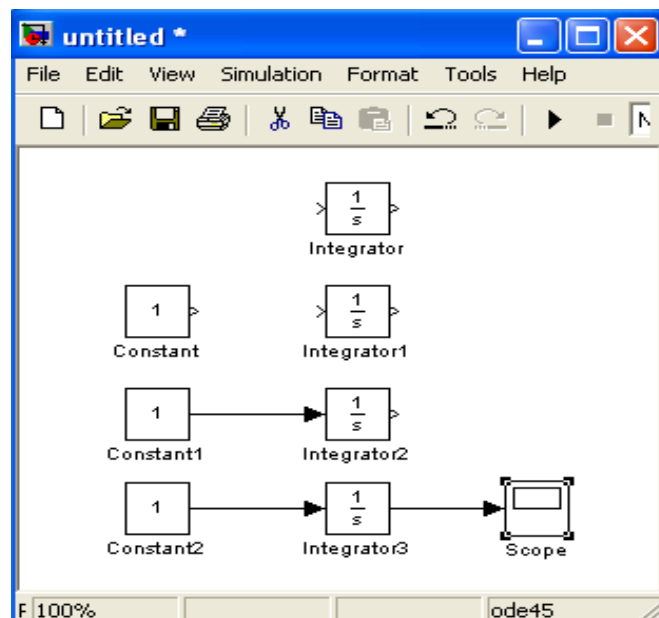 untitled *
File Edit View Simulation Format Tools Help
N
1
s
Integrator
1
Constant
1
s
Integrator1
1
Constant1
1
s
Integrator2
1
Constant2
1
s
Integrator3
Scope
F 100% ode45